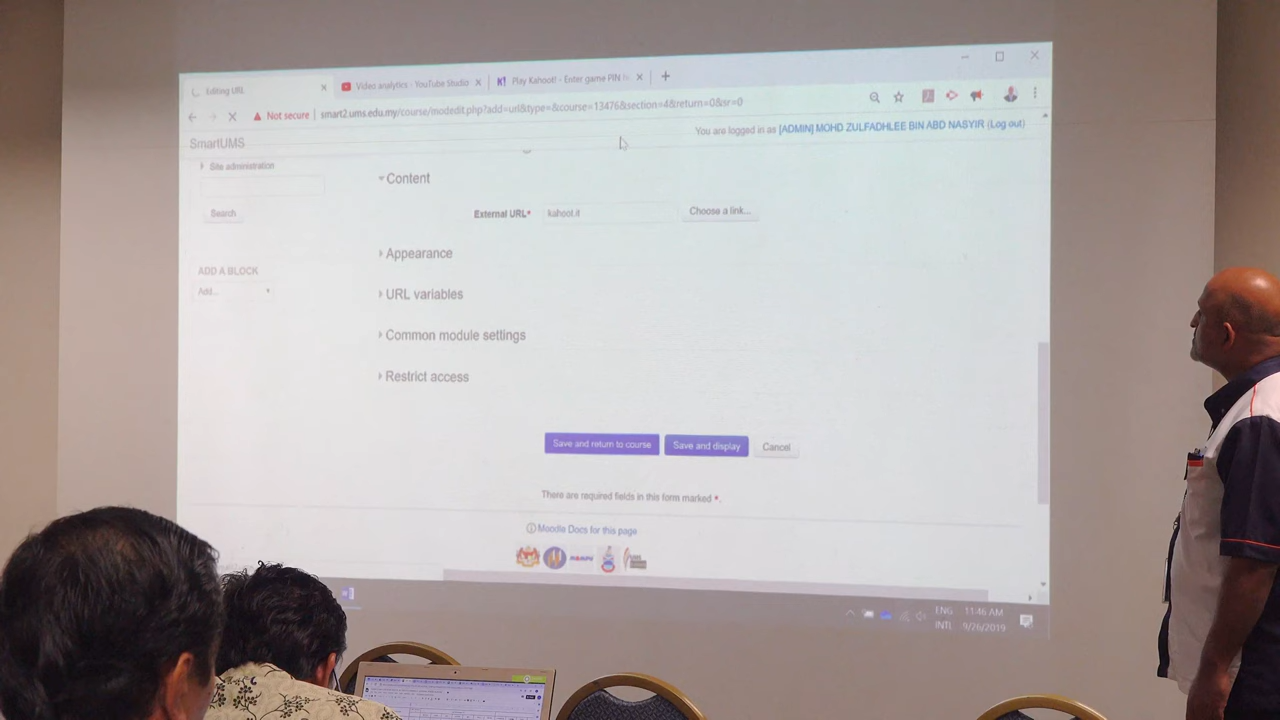 Editing URL
Video analytics - YouTube Studio
Play Kahoot! - Enter game PIN
Not secure
smart2.ums.edu.my/course/modedit.php?add=url&type=&course=13476&section=4&return=0&sr=0
SmartUMS
You are logged in as [ADMIN] MOHD ZULFADHLEE BIN ABD NASYIR (Log out)
Site administration
Search
ADD A BLOCK
Add...
Content
External URL*
kahoot.it
Choose a link...
Appearance
URL variables
Common module settings
Restrict access
Save and return to course
Save and display
Cancel
There are required fields in this form marked *.
Moodle Docs for this page
ENG
INTL
11:46 AM
9/26/2019